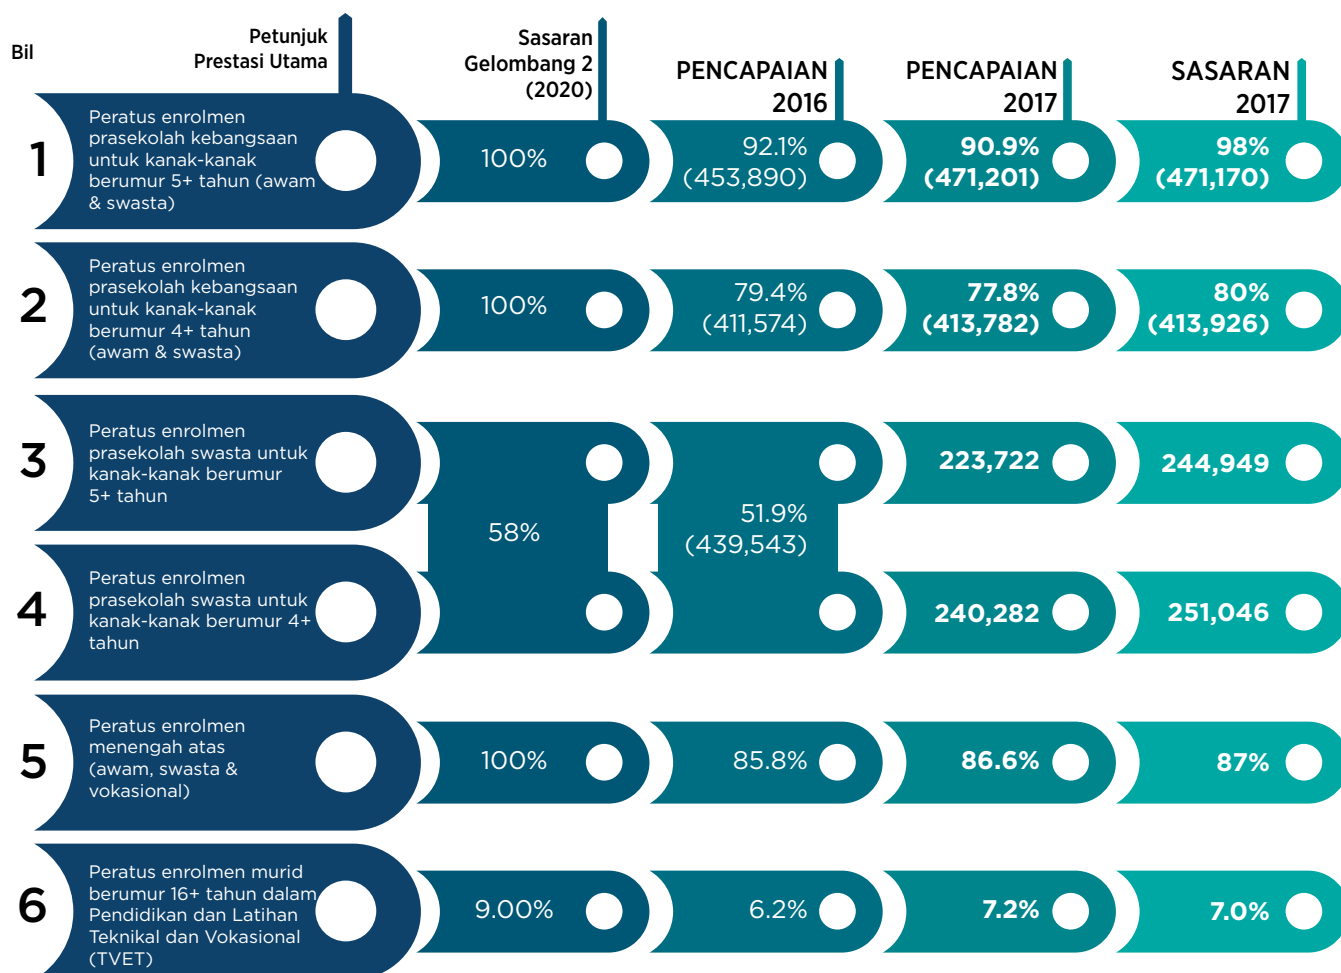 Bil
Petunjuk
Prestasi Utama
Sasaran
Gelombang 2
(2020)
PENCAPAIAN
2016
PENCAPAIAN
2017
SASARAN
2017
1
Peratus enrolmen
prasekolah kebangsaan
untuk kanak-kanak
berumur 5+ tahun (awam
& swasta)
100%
92.1%
(453,890)
90.9%
(471,201)
98%
(471,170)
2
Peratus enrolmen
prasekolah kebangsaan
untuk kanak-kanak
berumur 4+ tahun
(awam & swasta)
100%
79.4%
(411,574)
77.8%
(413,782)
80%
(413,926)
3
Peratus enrolmen
prasekolah swasta untuk
kanak-kanak berumur
5+ tahun
223,722
244,949
58%
51.9%
(439,543)
4
Peratus enrolmen
prasekolah swasta untuk
kanak-kanak berumur 4+
tahun
240,282
251,046
5
Peratus enrolmen
menengah atas
(awam, swasta &
vokasional)
100%
85.8%
86.6%
87%
6
Peratus enrolmen murid
berumur 16+ tahun dalam
Pendidikan dan Latihan
Teknikal dan Vokasional
(TVET)
9.00%
6.2%
7.2%
7.0%